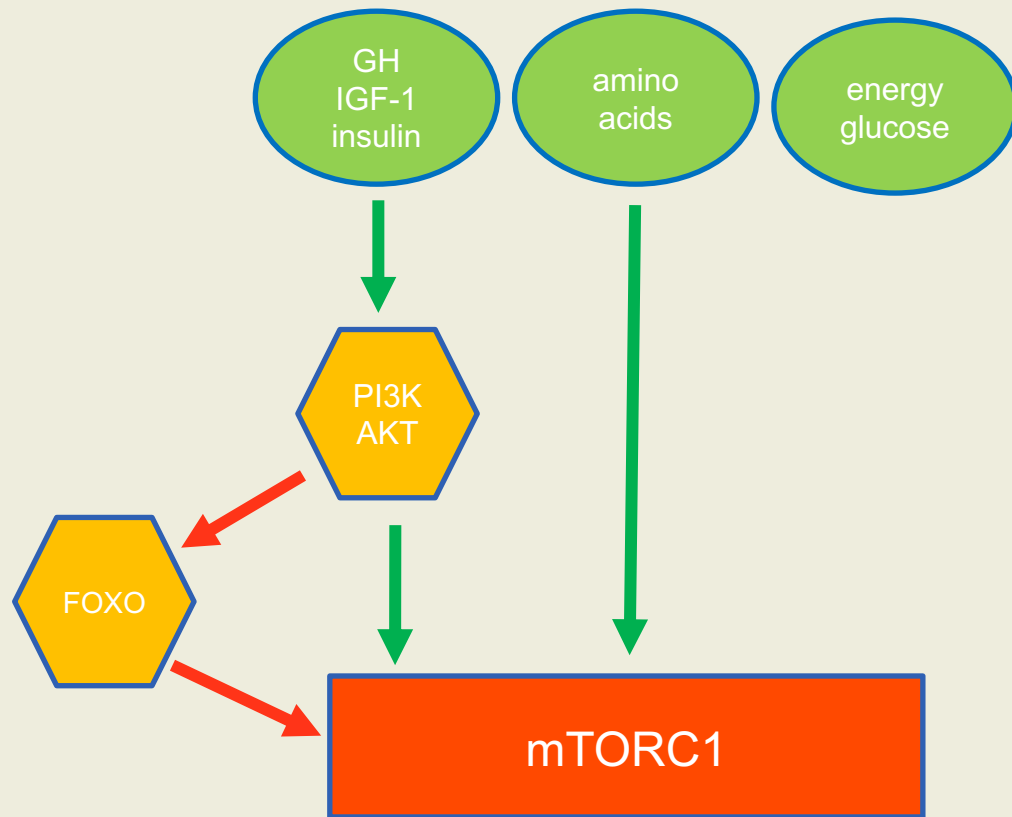 GH
IGF-1
insulin
amino
acids
energy
glucose
PI3K
AKT
FOXO
mTORC1